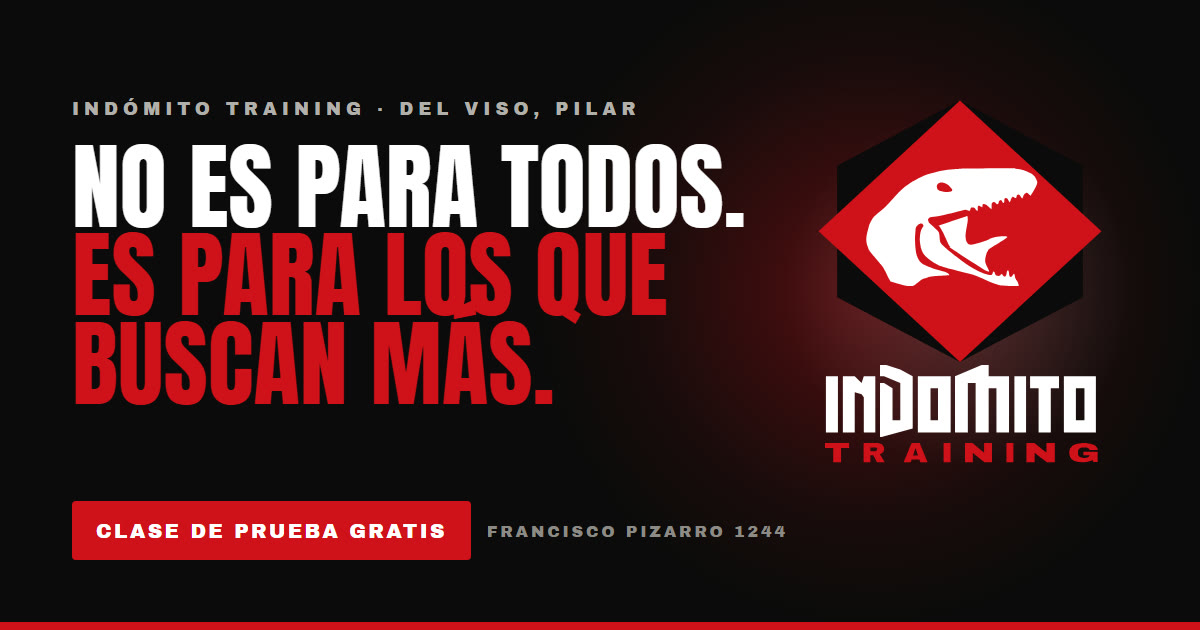 INDÓMITO TRAINING · DEL VISO, PILAR
NO ES PARA TODOS.
ES PARA LOS QUE
BUSCAN MÁS.
CLASE DE PRUEBA GRATIS
FRANCISCO PIZARRO 1244
INDOMITO
TRAINING